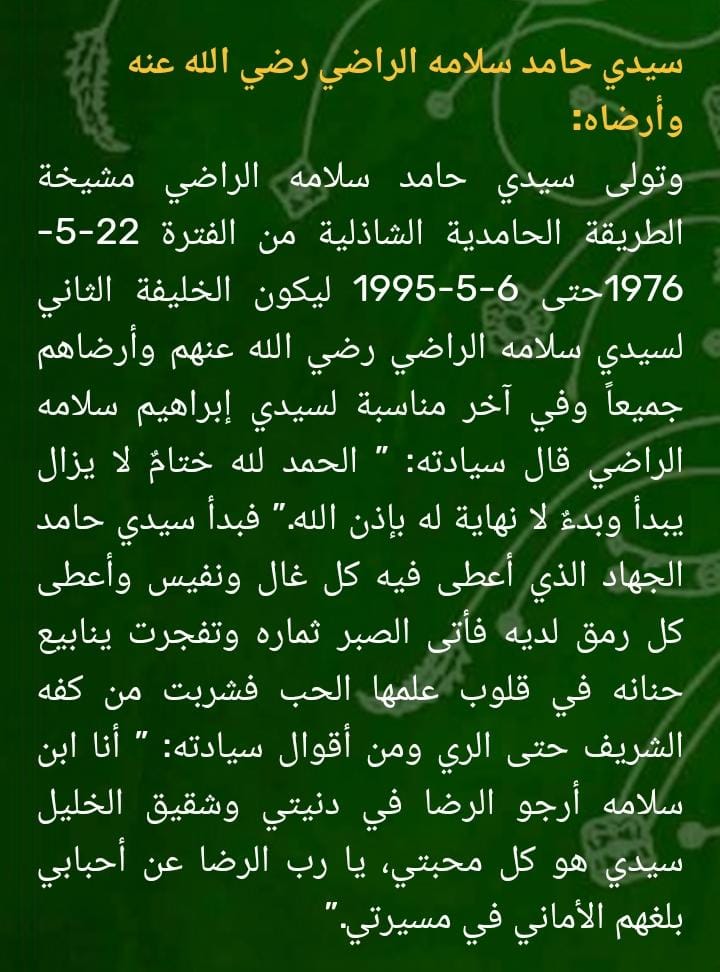 سيدي حامد سلامه الراضي رضي الله عنه
وأرضاه:
وتولى سيدي حامد سلامه الراضي مشيخة
الطريقة الحامدية الشاذلية من الفترة 22-5-
1976حتى 6-5-1995 ليكون الخليفة الثاني
لسيدي سلامه الراضي رضي الله عنهم وأرضاهم
جميعاً وفي آخر مناسبة لسيدي إبراهيم سلامه
الراضي قال سيادته: " الحمد لله ختامٌ لا يزال
يبدأ وبدءٌ لا نهاية له بإذن الله." فبدأ سيدي حامد
الجهاد الذي أعطى فيه كل غال ونفيس وأعطى
كل رمق لديه فأتى الصبر ثماره وتفجرت ينابيع
حنانه في قلوب علمها الحب فشربت من كفه
الشريف حتى الري ومن أقوال سيادته: " أنا ابن
سلامه أرجو الرضا في دنيتي وشقيق الخليل
سيدي هو كل محبتي، يا رب الرضا عن أحبابي
بلغهم الأماني في مسيرتي."